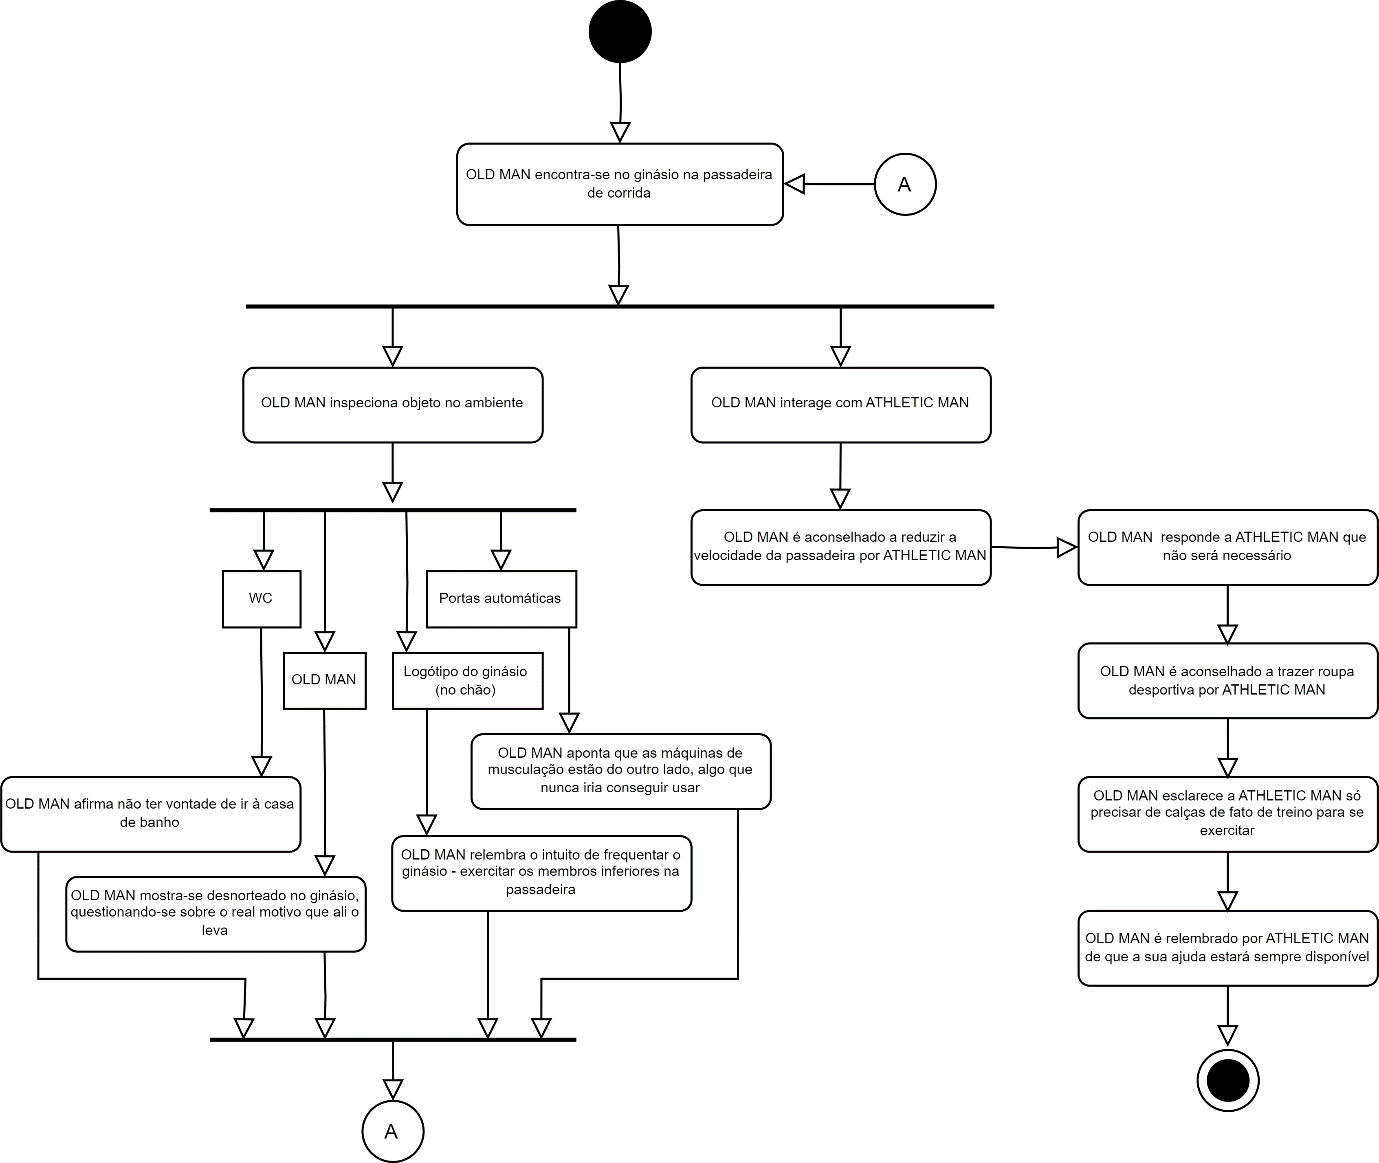 OLD MAN encontra-se no ginásio na passadeira
de corrida
A
OLD MAN inspeciona objeto no ambiente
OLD MAN interage com ATHLETIC MAN
OLD MAN é aconselhado a reduzir a
velocidade da passadeira por ATHLETIC MAN
OLD MAN  responde a ATHLETIC MAN que
não será necessário
WC
Portas automáticas
OLD MAN
Logótipo do ginásio
(no chão)
OLD MAN é aconselhado a trazer roupa
desportiva por ATHLETIC MAN
OLD MAN aponta que as máquinas de
musculação estão do outro lado, algo que
nunca iria conseguir usar
OLD MAN afirma não ter vontade de ir à casa
de banho
OLD MAN esclarece a ATHLETIC MAN só
precisar de calças de fato de treino para se
exercitar
OLD MAN relembra o intuito de frequentar o
ginásio - exercitar os membros inferiores na
passadeira
OLD MAN mostra-se desnorteado no ginásio,
questionando-se sobre o real motivo que ali o
leva
OLD MAN é relembrado por ATHLETIC MAN
de que a sua ajuda estará sempre disponível
A